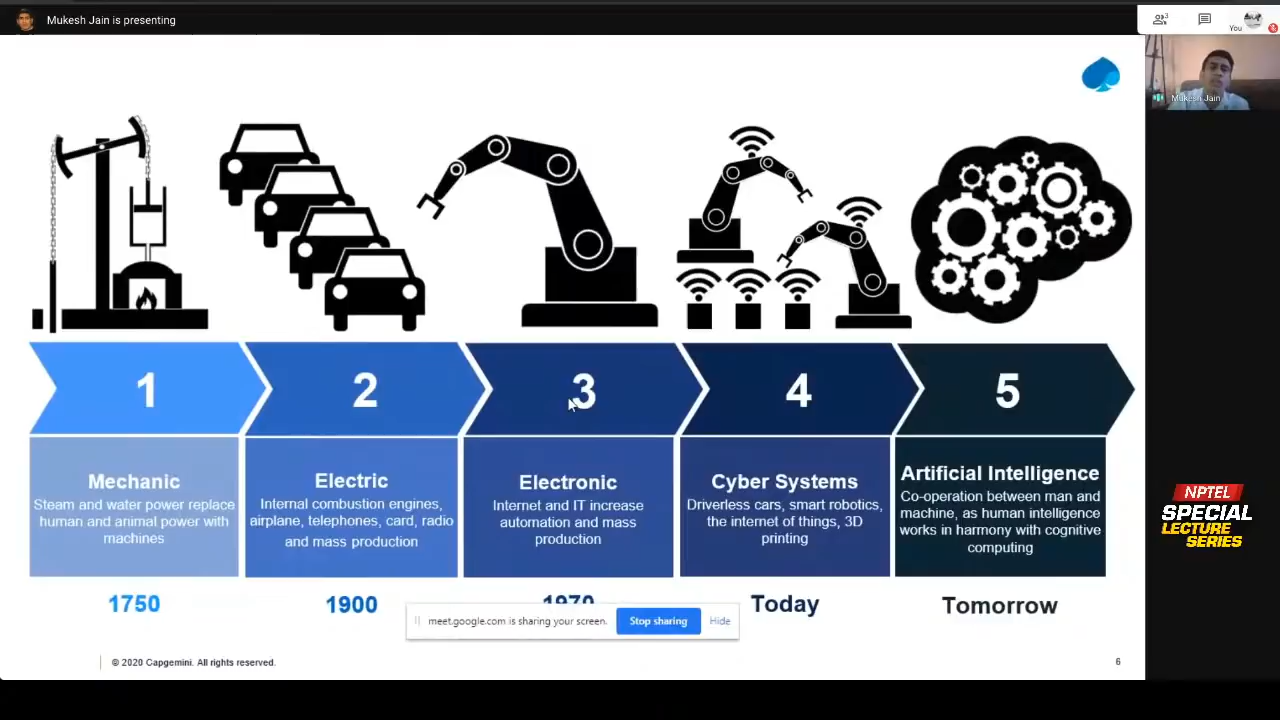 Mukesh Jain is presenting
3
You
Mukesh Jain
1
2
3
4
5
Mechanic
Steam and water power replace
human and animal power with
machines
Electric
Internal combustion engines,
airplane, telephones, card, radio
and mass production
Electronic
Internet and IT increase
automation and mass
production
Cyber Systems
Driverless cars, smart robotics,
the internet of things, 3D
printing
Artificial Intelligence
Co-operation between man and
machine, as human intelligence
works in harmony with cognitive
computing
1750
1900
1970
Today
Tomorrow
meet.google.com is sharing your screen.
Stop sharing
Hide
© 2020 Capgemini. All rights reserved.
6
NPTEL
SPECIAL
LECTURE
SERIES